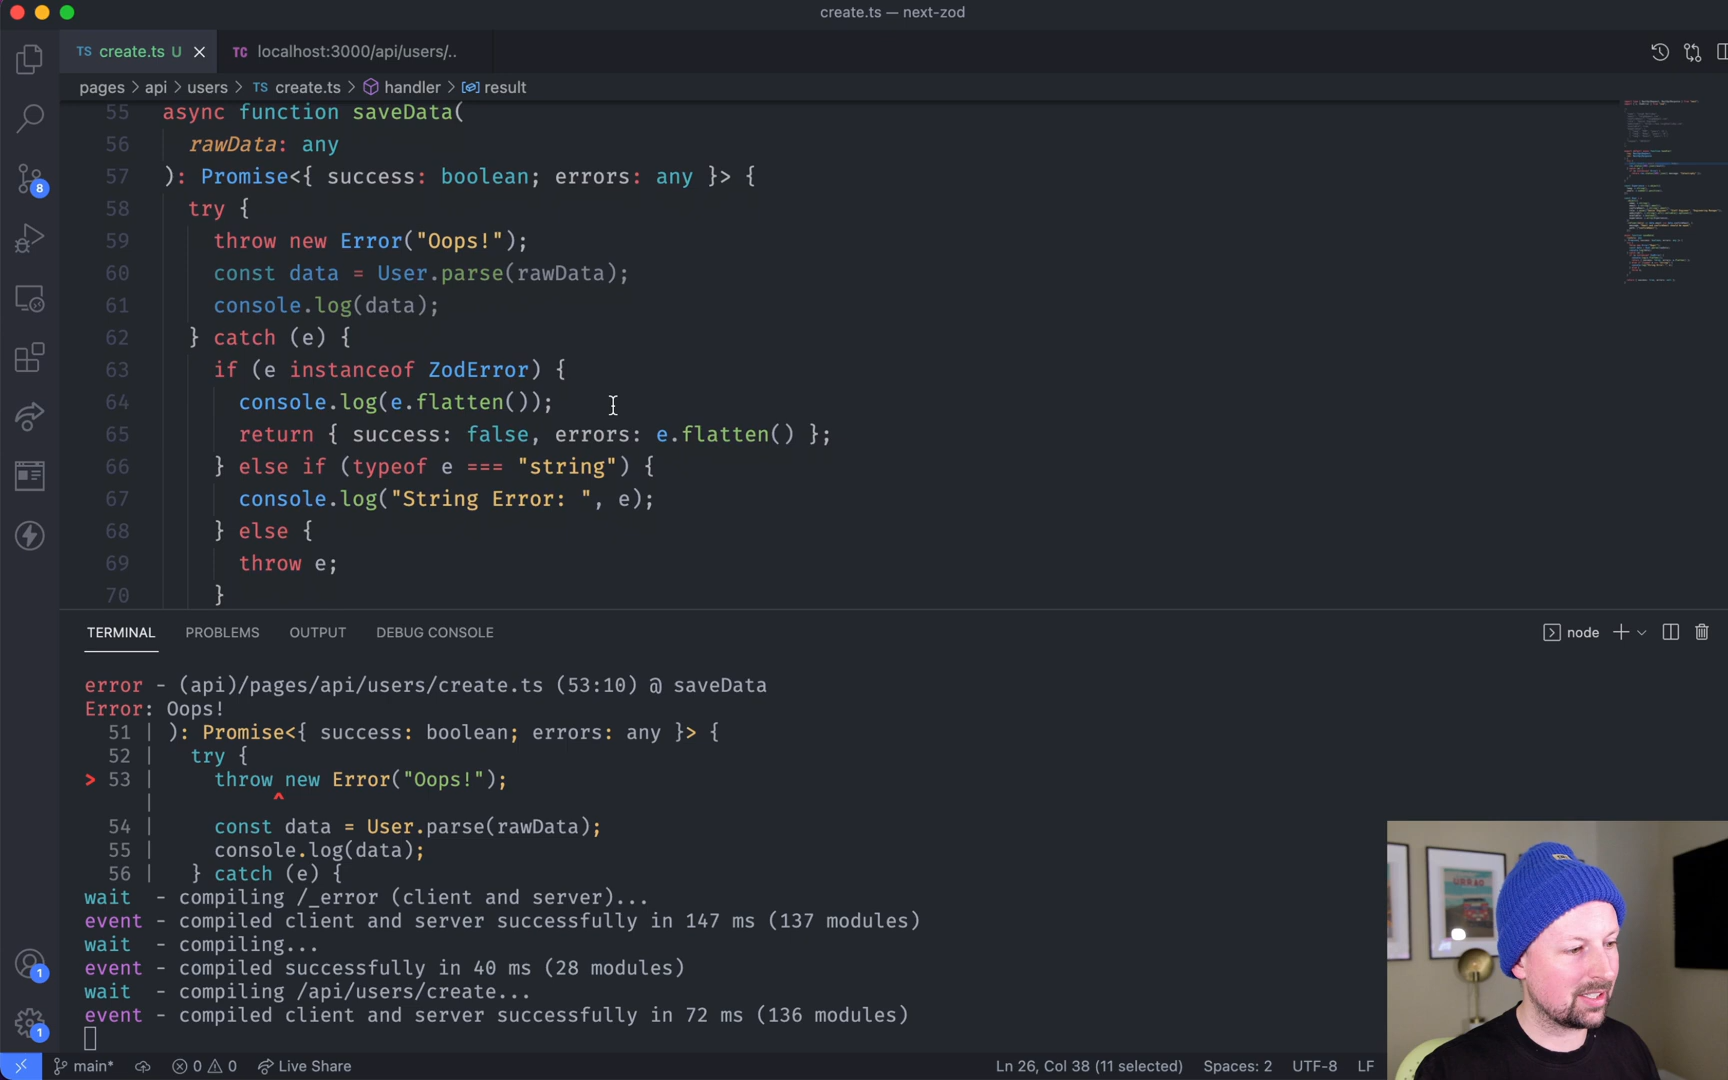 create.ts — next-zod
TS create.ts U
TC localhost:3000/api/users/..
pages > api > users > TS create.ts > handler > result
55 async function saveData(
56 rawData: any
57 ): Promise<{ success: boolean; errors: any }> {
58 try {
59 throw new Error("Oops!");
60 const data = User.parse(rawData);
61 console.log(data);
62 } catch (e) {
63 if (e instanceof ZodError) {
64 console.log(e.flatten());
65 return { success: false, errors: e.flatten() };
66 } else if (typeof e === "string") {
67 console.log("String Error: ", e);
68 } else {
69 throw e;
70 }
8
TERMINAL PROBLEMS OUTPUT DEBUG CONSOLE
node
error - (api)/pages/api/users/create.ts (53:10) @ saveData
Error: Oops!
51 | ): Promise<{ success: boolean; errors: any }> {
52 | try {
> 53 | throw new Error("Oops!");
| ^
54 | const data = User.parse(rawData);
55 | console.log(data);
56 | } catch (e) {
wait - compiling /_error (client and server)...
event - compiled client and server successfully in 147 ms (137 modules)
wait - compiling...
event - compiled successfully in 40 ms (28 modules)
wait - compiling /api/users/create...
event - compiled client and server successfully in 72 ms (136 modules)
1
1
main* 0 0 Live Share
Ln 26, Col 38 (11 selected) Spaces: 2 UTF-8 LF